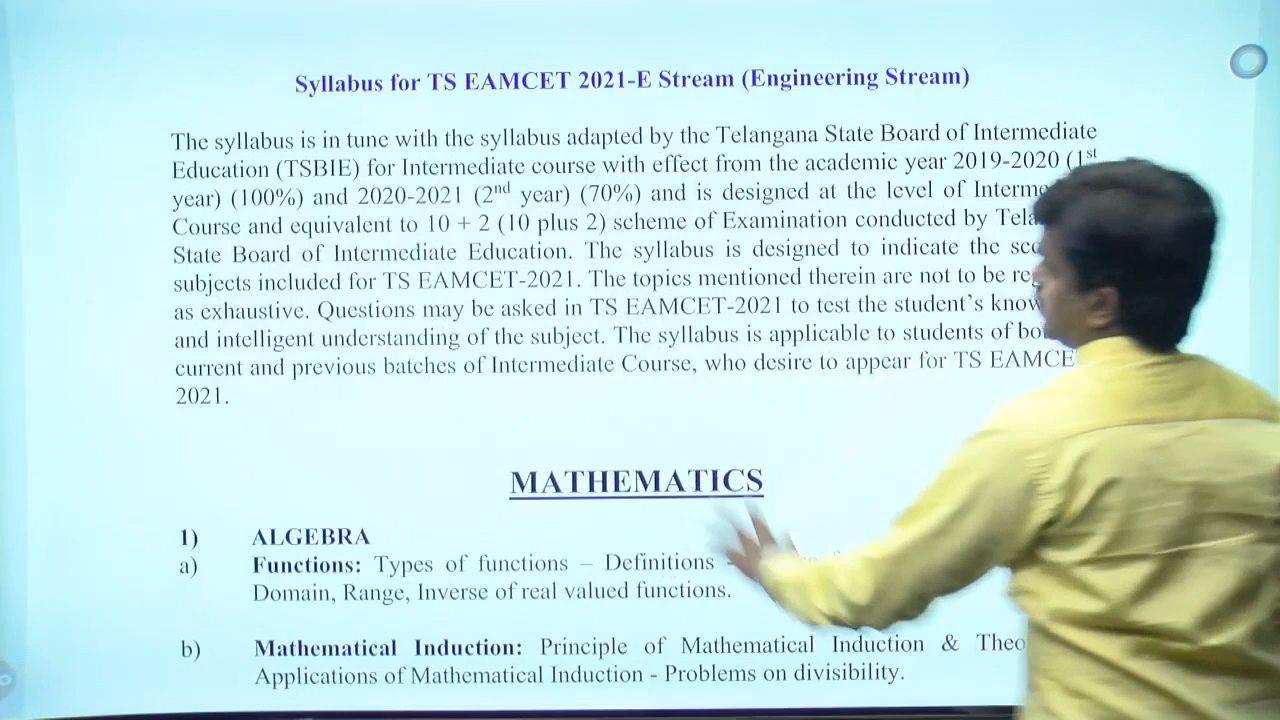 Syllabus for TS EAMCET 2021-E Stream (Engineering Stream)
The syllabus is in tune with the syllabus adapted by the Telangana State Board of Intermediate
Education (TSBIE) for Intermediate course with effect from the academic year 2019-2020 (1st
year) (100%) and 2020-2021 (2nd year) (70%) and is designed at the level of
Course and equivalent to 10 + 2 (10 plus 2) scheme of Examination conducted by
State Board of Intermediate Education. The syllabus is designed to indicate the
subjects included for TS EAMCET-2021. The topics mentioned therein are not to be
as exhaustive. Questions may be asked in TS EAMCET-2021 to test the student's
and intelligent understanding of the subject. The syllabus is applicable to students of
current and previous batches of Intermediate Course, who desire to appear for TS EAMCE
2021.
MATHEMATICS
1) ALGEBRA
a) Functions: Types of functions – Definitions
Domain, Range, Inverse of real valued functions.
b) Mathematical Induction: Principle of Mathematical Induction &
Applications of Mathematical Induction - Problems on divisibility.